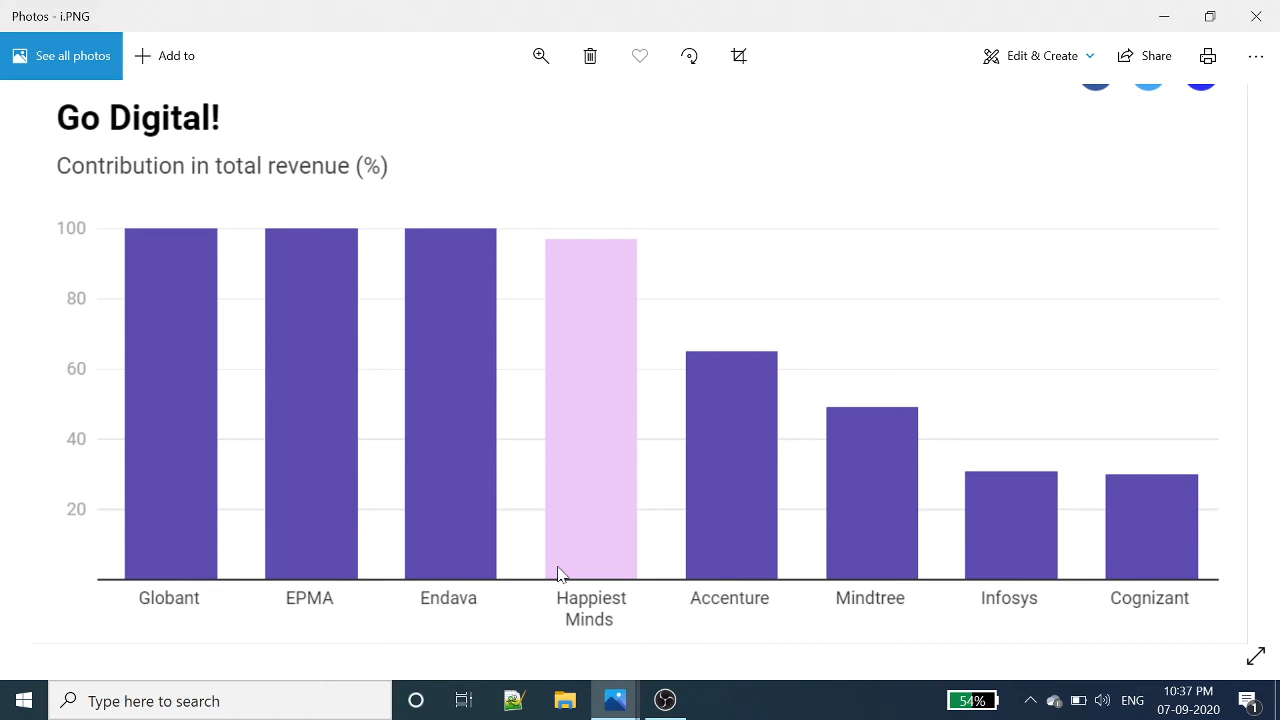 Photos - i.PNG
See all photos
Add to
Edit & Create
Share
Go Digital!
Contribution in total revenue (%)
100
80
60
40
20
Globant
EPMA
Endava
Happiest
Minds
Accenture
Mindtree
Infosys
Cognizant
Type here to search
54%
ENG
10:37 PM
07-09-2020
1